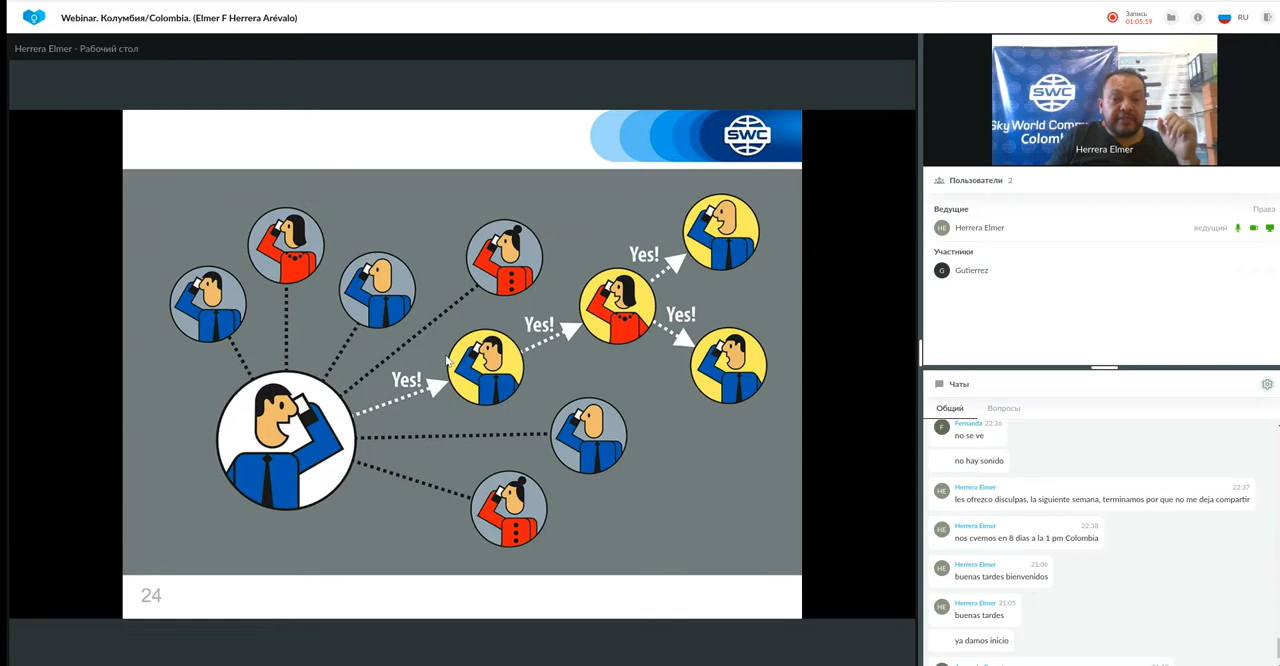 Webinar. Колумбия/Colombia. (Elmer F Herrera Arévalo)
Запись
01:05:19
RU
Herrera Elmer - Рабочий стол
SWC
Yes!
Yes!
Yes!
Yes!
24
SWC
Sky World Comm
Colom
Herrera Elmer
Пользователи 2
Ведущие
Права
HE
Herrera Elmer
ведущий
Участники
G
Gutierrez
Чаты
Общий
Вопросы
F
Fernanda 22:36
no se ve
no hay sonido
HE
Herrera Elmer
22:37
les ofrezco disculpas, la siguiente semana, terminamos por que no me deja compartir
HE
Herrera Elmer
22:38
nos cvemos en 8 dias a la 1 pm Colombia
HE
Herrera Elmer
21:06
buenas tardes bienvenidos
HE
Herrera Elmer 21:05
buenas tardes
ya damos inicio